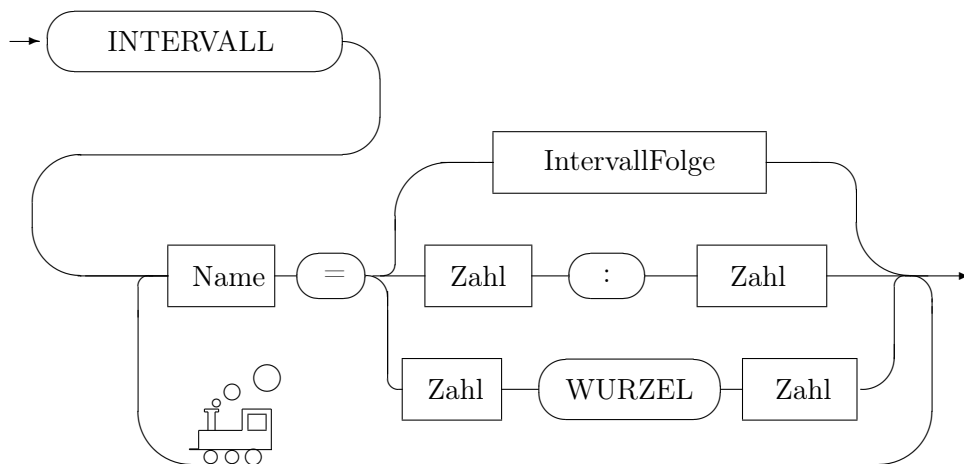 INTERVALL
IntervallFolge
Name = Zahl : Zahl
Zahl WURZEL Zahl